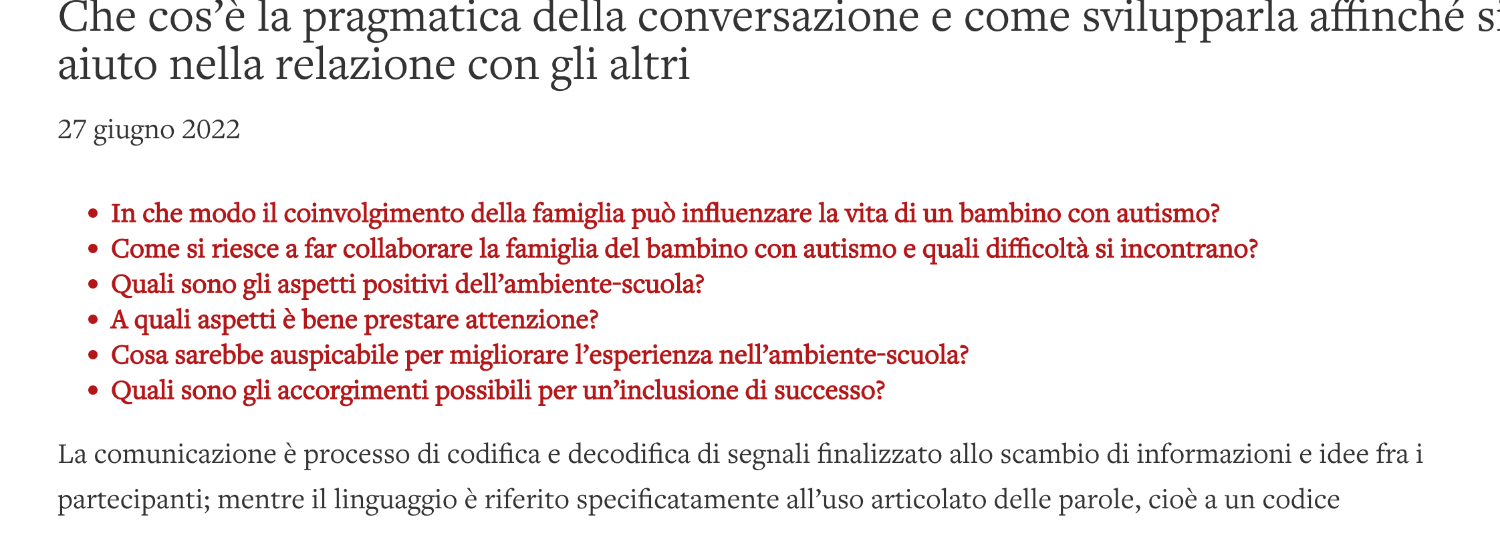 Che cos’è la pragmatica della conversazione e come svilupparla affinché
aiuto nella relazione con gli altri
27 giugno 2022
• In che modo il coinvolgimento della famiglia può influenzare la vita di un bambino con autismo?
• Come si riesce a far collaborare la famiglia del bambino con autismo e quali difficoltà si incontrano?
• Quali sono gli aspetti positivi dell’ambiente-scuola?
• A quali aspetti è bene prestare attenzione?
• Cosa sarebbe auspicabile per migliorare l’esperienza nell’ambiente-scuola?
• Quali sono gli accorgimenti possibili per un’inclusione di successo?
La comunicazione è processo di codifica e decodifica di segnali finalizzato allo scambio di informazioni e idee fra i
partecipanti; mentre il linguaggio è riferito specificatamente all’uso articolato delle parole, cioè a un codice